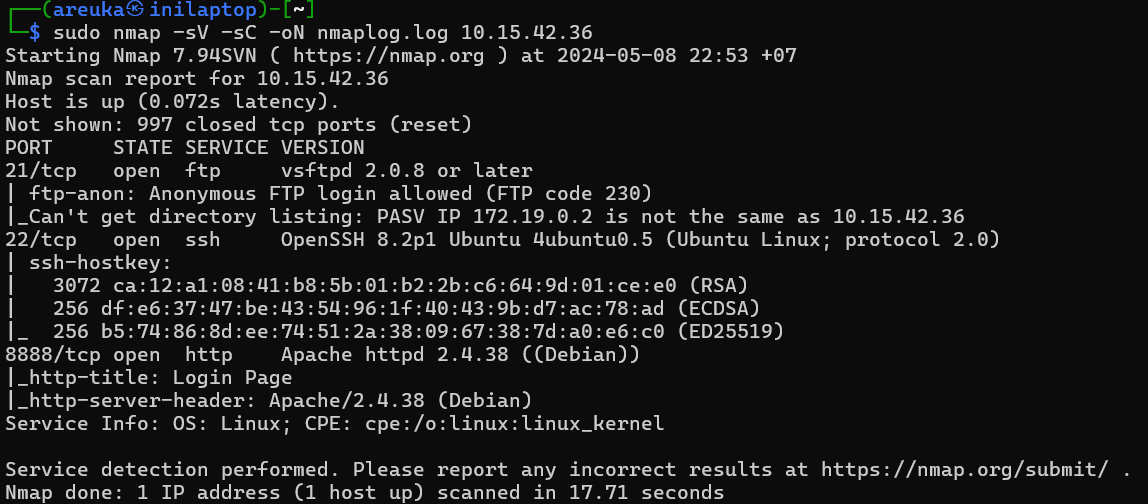 ┌──(areuka㉿inilaptop)-[~]
└─$ sudo nmap -sV -sC -oN nmaplog.log 10.15.42.36
Starting Nmap 7.94SVN ( https://nmap.org ) at 2024-05-08 22:53 +07
Nmap scan report for 10.15.42.36
Host is up (0.072s latency).
Not shown: 997 closed tcp ports (reset)
PORT     STATE SERVICE VERSION
21/tcp   open  ftp     vsftpd 2.0.8 or later
| ftp-anon: Anonymous FTP login allowed (FTP code 230)
|_Can't get directory listing: PASV IP 172.19.0.2 is not the same as 10.15.42.36
22/tcp   open  ssh     OpenSSH 8.2p1 Ubuntu 4ubuntu0.5 (Ubuntu Linux; protocol 2.0)
| ssh-hostkey:
|   3072 ca:12:a1:08:41:b8:5b:01:b2:2b:c6:64:9d:01:ce:e0 (RSA)
|   256 df:e6:37:47:be:43:54:96:1f:40:43:9b:d7:ac:78:ad (ECDSA)
|_  256 b5:74:86:8d:ee:74:51:2a:38:09:67:38:7d:a0:e6:c0 (ED25519)
8888/tcp open  http    Apache httpd 2.4.38 ((Debian))
|_http-title: Login Page
|_http-server-header: Apache/2.4.38 (Debian)
Service Info: OS: Linux; CPE: cpe:/o:linux:linux_kernel

Service detection performed. Please report any incorrect results at https://nmap.org/submit/ .
Nmap done: 1 IP address (1 host up) scanned in 17.71 seconds